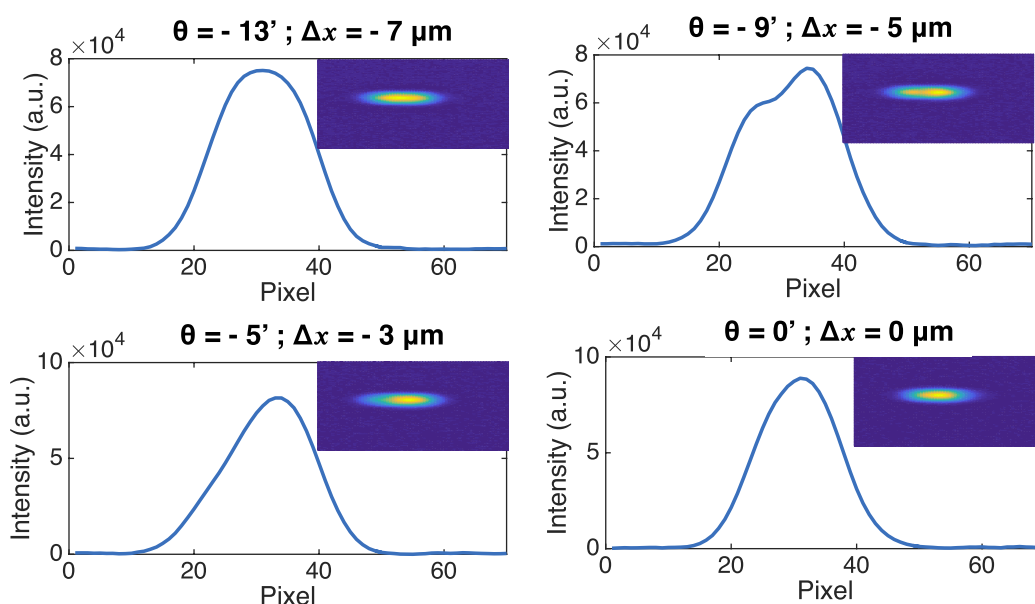 θ = - 13’ ; Δx = - 7 µm
×10⁴
8
6
4
2
0
Intensity (a.u.)
0 20 40 60
Pixel
θ = - 9’ ; Δx = - 5 µm
×10⁴
8
6
4
2
0
Intensity (a.u.)
0 20 40 60
Pixel
θ = - 5’ ; Δx = - 3 µm
×10⁴
10
5
0
Intensity (a.u.)
0 20 40 60
Pixel
θ = 0’ ; Δx = 0 µm
×10⁴
10
5
0
Intensity (a.u.)
0 20 40 60
Pixel